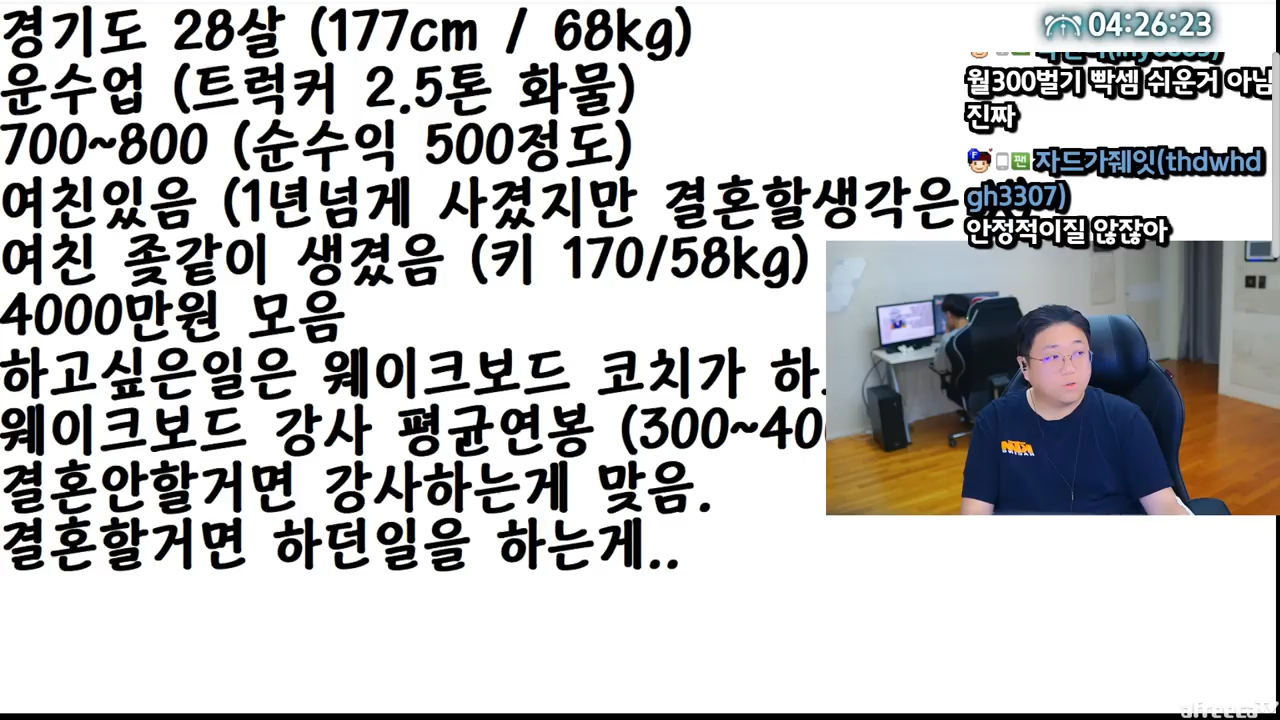 경기도 28살 (177cm / 68kg)
운수업 (트럭커 2.5톤 화물)
700~800 (순수익 500정도)
여친있음 (1년넘게 사겼지만 결혼할생각은
여친 좆같이 생겼음 (키 170/58kg)
4000만원 모음
하고싶은일은 웨이크보드 코치가 하
웨이크보드 강사 평균연봉 (300~40
결혼안할거면 강사하는게 맞음.
결혼할거면 하던일을 하는게..
04:26:23
월300벌기 빡셈 쉬운거 아님
진짜
팬 자드가줴잇(thdwhd
gh3307)
안정적이질 않잖아
afreecaTV